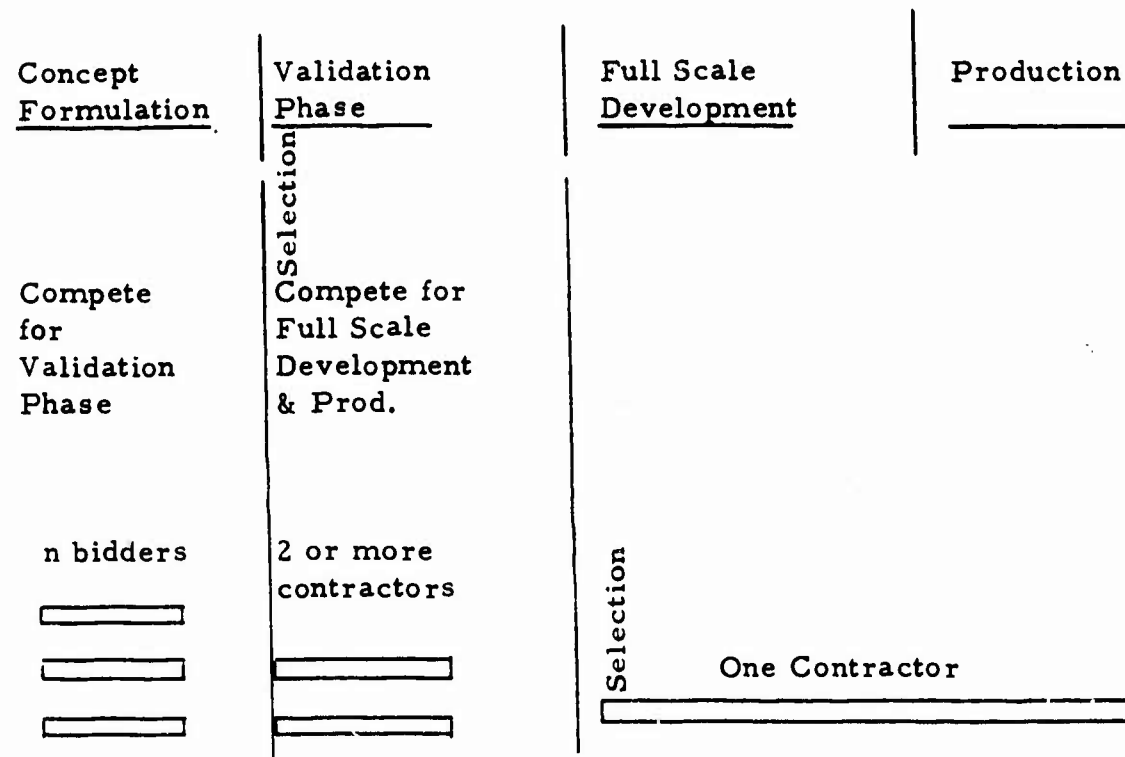 Concept
Formulation
Validation
Phase
Full Scale
Development
Production
Selection
Compete
for
Validation
Phase
Compete for
Full Scale
Development
& Prod.
n bidders
2 or more
contractors
Selection
One Contractor